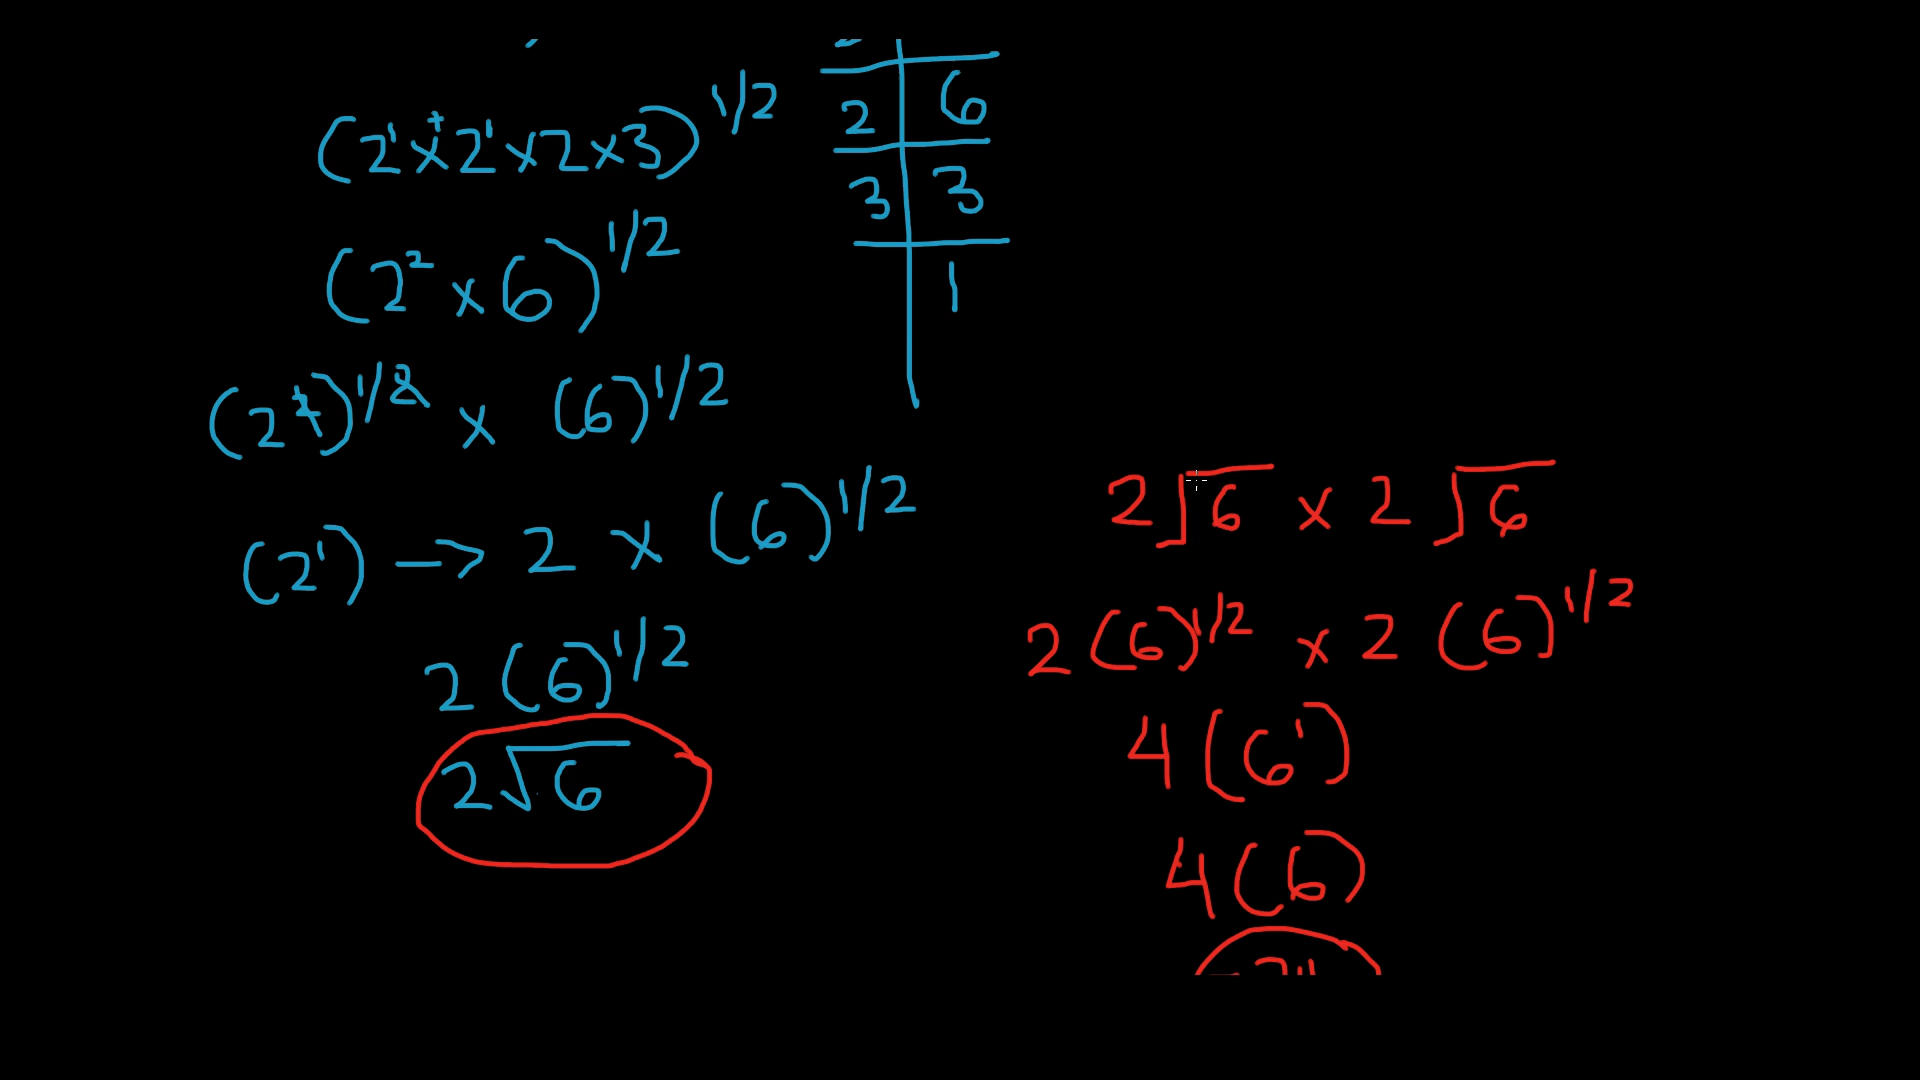 (2¹ x⁺ 2¹ x 2 x 3)^1/2
(2² x 6)^1/2
(2²)^1/2 x (6)^1/2
(2¹) → 2 x (6)^1/2
2 (6)^1/2
2√6
2 | 6
3 | 3
1
2√6 x 2√6
2 (6)^1/2 x 2 (6)^1/2
4 (6¹)
4 (6)